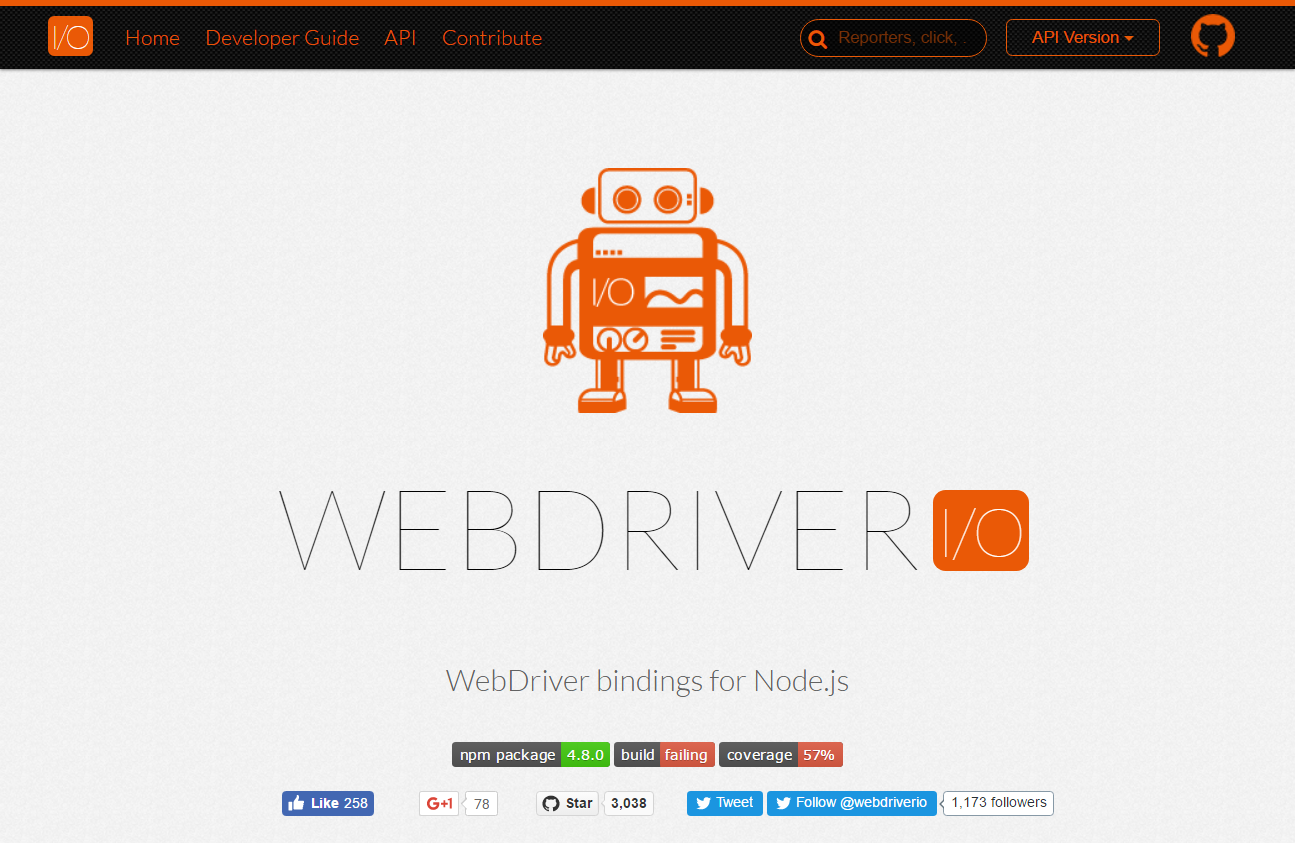 I/O Home Developer Guide API Contribute Reporters, click, API Version
I/O
WEBDRIVER I/O
WebDriver bindings for Node.js
npm package 4.8.0 build failing coverage 57%
Like 258 G+1 78 Star 3,038 Tweet Follow @webdriverio 1,173 followers